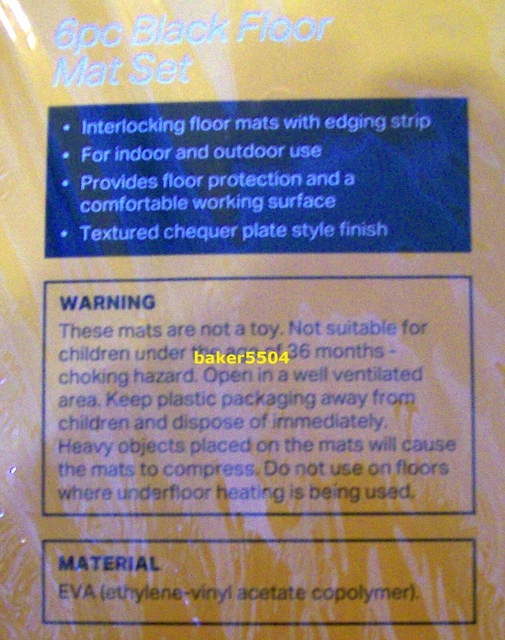 6pc Black Floor
Mat Set
• Interlocking floor mats with edging strip
• For indoor and outdoor use
• Provides floor protection and a
comfortable working surface
• Textured chequer plate style finish
WARNING
These mats are not a toy. Not suitable for
children under the age of 36 months -
choking hazard. Open in a well ventilated
area. Keep plastic packaging away from
children and dispose of immediately.
Heavy objects placed on the mats will cause
the mats to compress. Do not use on floors
where underfloor heating is being used.
MATERIAL
EVA (ethylene-vinyl acetate copolymer).
baker5504